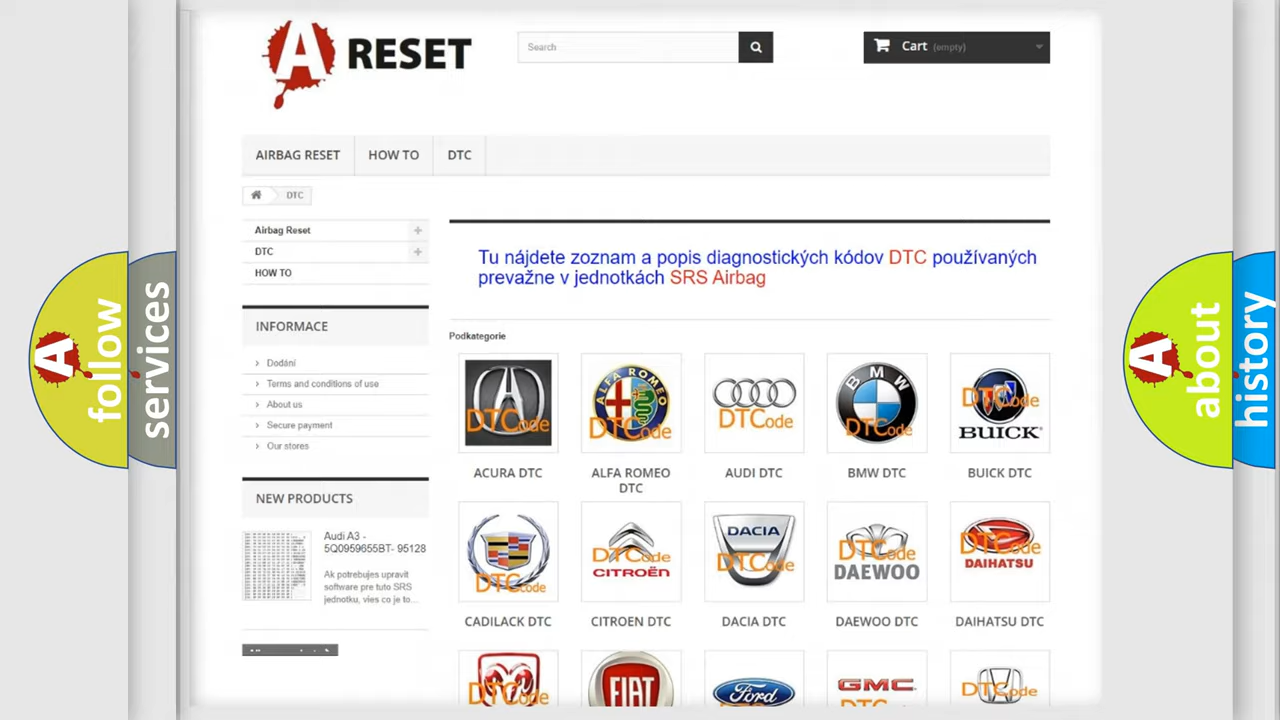 A RESET
Search
Cart (empty)
AIRBAG RESET
HOW TO
DTC
DTC
Airbag Reset
DTC
HOW TO
INFORMACE
Dodání
Terms and conditions of use
About us
Secure payment
Our stores
NEW PRODUCTS
Audi A3 -
5Q0959655BT- 95128
Ak potrebujes upravit
software pre tuto SRS
jednotku, vies co je to...
Tu nájdete zoznam a popis diagnostických kódov DTC používaných
prevažne v jednotkách SRS Airbag
Podkategorie
DTCode
ALFA ROMEO
DTCode
DTCode
BMW
DTCode
DTCode
BUICK
ACURA DTC
ALFA ROMEO
DTC
AUDI DTC
BMW DTC
BUICK DTC
DTCode
DTCode
CITROËN
DACIA
DTCode
DTCode
DAEWOO
DTCode
DAIHATSU
CADILACK DTC
CITROEN DTC
DACIA DTC
DAEWOO DTC
DAIHATSU DTC
DTCode
FIAT
Ford
GMC
DTCode
A follow
services
A about
history